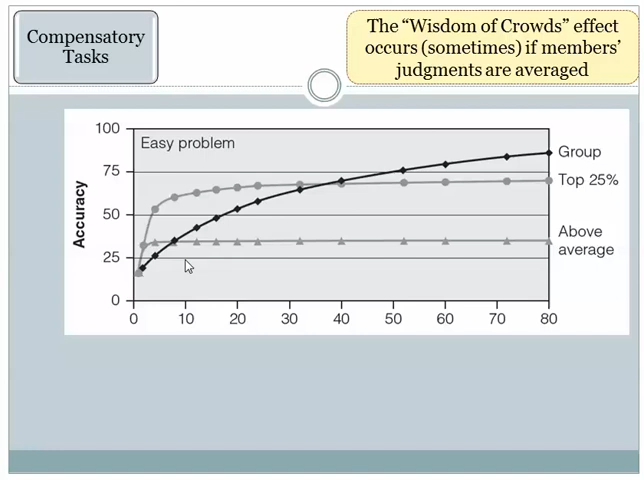 Compensatory
Tasks
The “Wisdom of Crowds” effect
occurs (sometimes) if members’
judgments are averaged
Easy problem
Accuracy
100
75
50
25
0
0 10 20 30 40 50 60 70 80
Group
Top 25%
Above
average